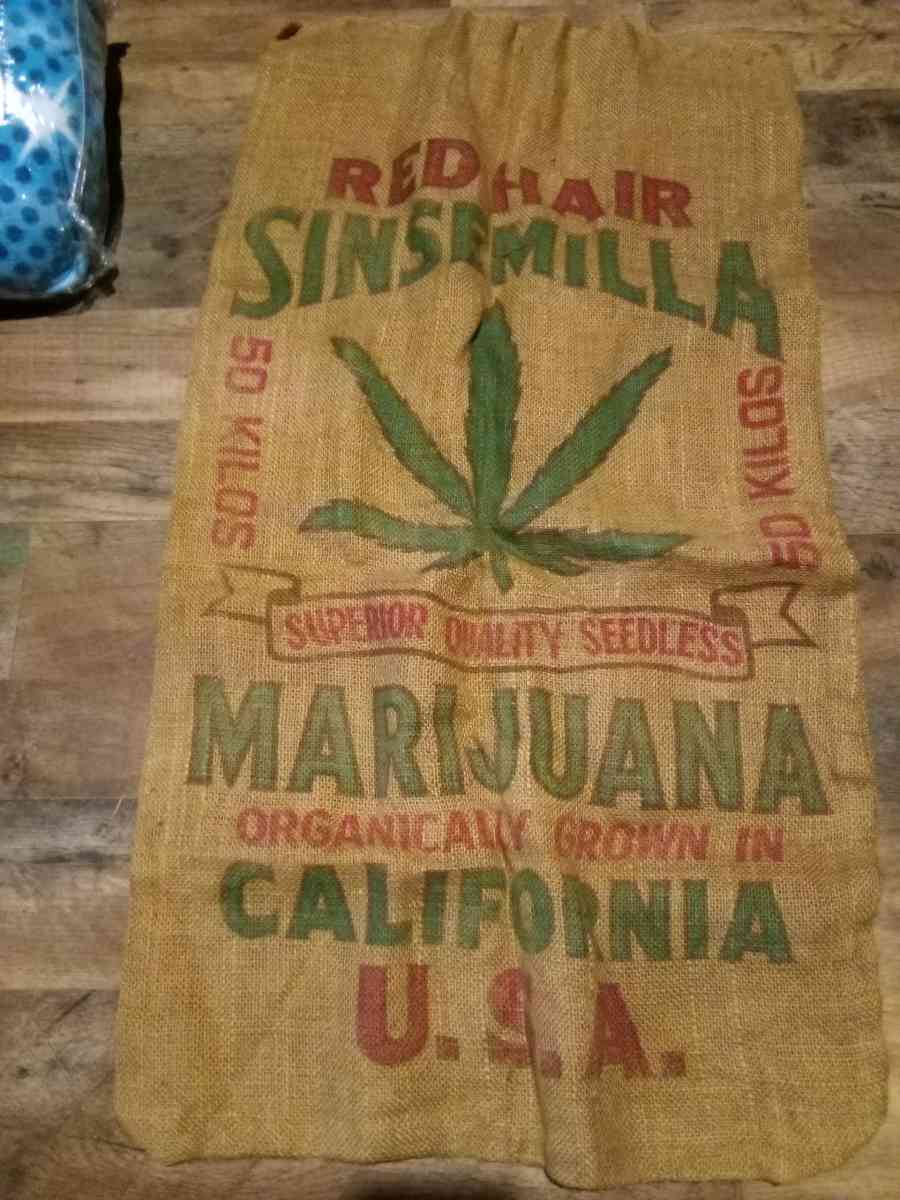 RED HAIR
SINSEMILLA
50 KILOS
50 KILOS
SUPERIOR QUALITY SEEDLESS
MARIJUANA
ORGANICALLY GROWN IN
CALIFORNIA
U.S.A.